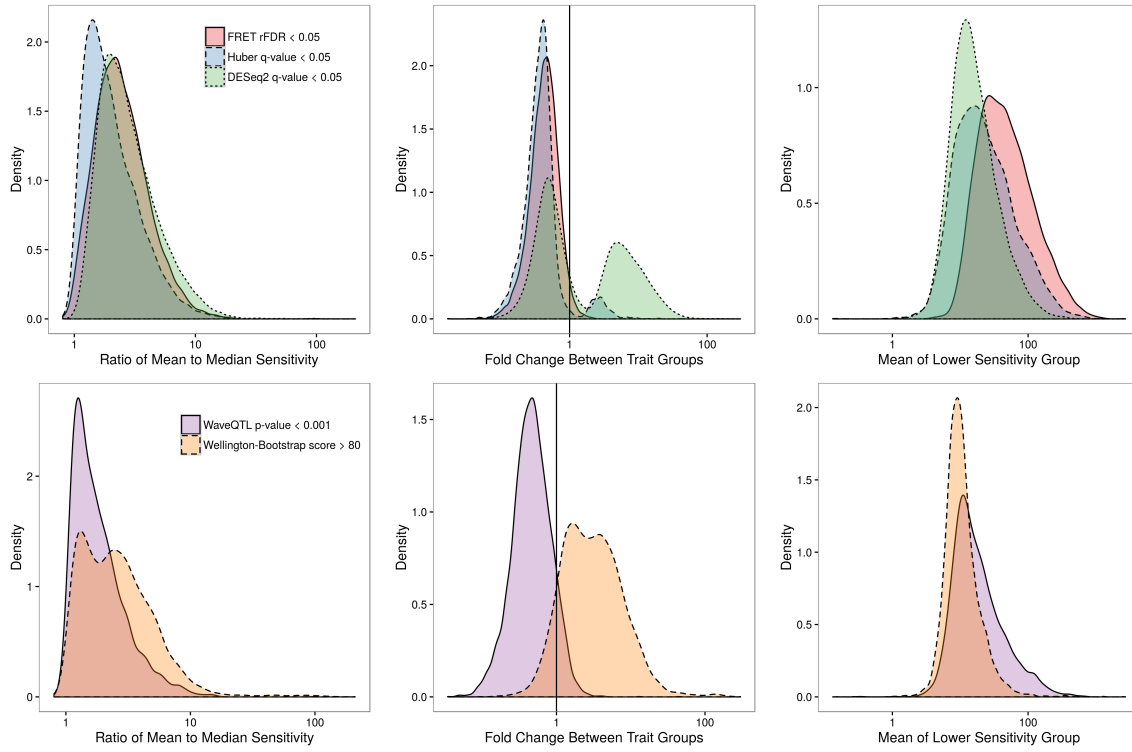 FRET rFDR < 0.05
Huber q-value < 0.05
DESeq2 q-value < 0.05
Density
2.0
1.5
1.0
0.5
0.0
1
10
100
Ratio of Mean to Median Sensitivity
Density
2.0
1.5
1.0
0.5
0.0
1
100
Fold Change Between Trait Groups
Density
1.0
0.5
0.0
1
100
Mean of Lower Sensitivity Group
WaveQTL p-value < 0.001
Wellington-Bootstrap score > 80
Density
2
1
0
1
10
100
Ratio of Mean to Median Sensitivity
Density
1.5
1.0
0.5
0.0
1
100
Fold Change Between Trait Groups
Density
2.0
1.5
1.0
0.5
0.0
1
100
Mean of Lower Sensitivity Group